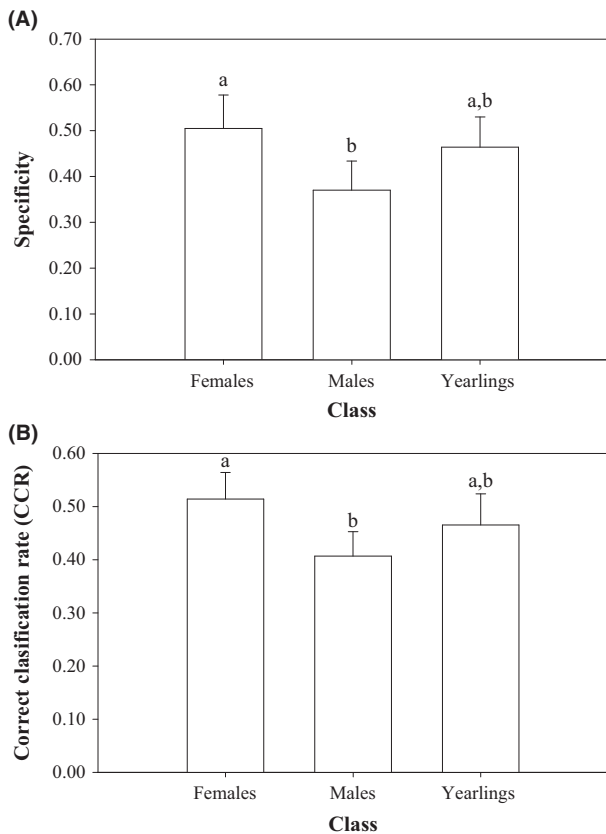 (A)
0.70
0.60
0.50
0.40
0.30
0.20
0.10
0.00
Specificity
a
b
a,b
Females Males Yearlings
Class
(B)
0.60
0.50
0.40
0.30
0.20
0.10
0.00
Correct clasification rate (CCR)
a
b
a,b
Females Males Yearlings
Class